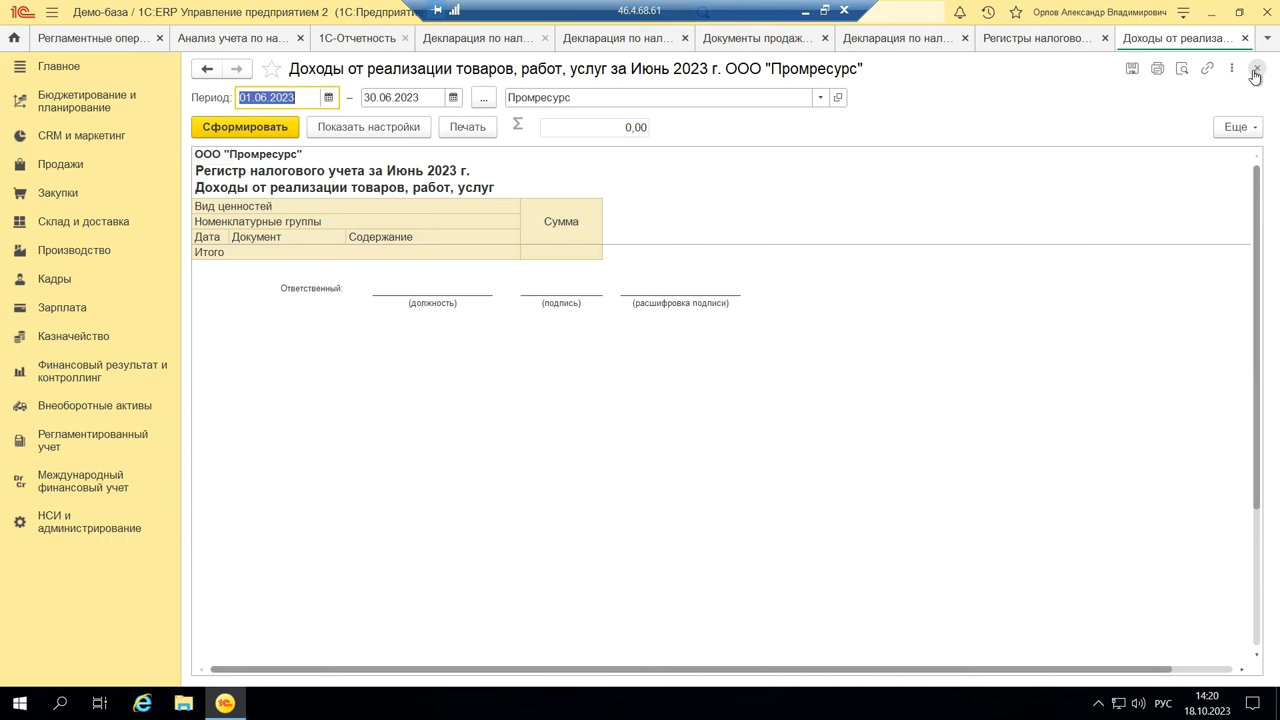 Демо-база / 1С:ERP Управление предприятием 2 (1С:Предприятие
46.4.68.61
Орлов Александр Владимирович
Регламентные опер...
Анализ учета по на...
1С-Отчетность
Декларация по нал...
Декларация по нал...
Документы продаж...
Декларация по нал...
Регистры налогово...
Доходы от реализа...
Главное
Бюджетирование и
планирование
CRM и маркетинг
Продажи
Закупки
Склад и доставка
Производство
Кадры
Зарплата
Казначейство
Финансовый результат и
контроллинг
Внеоборотные активы
Регламентированный
учет
Dr
Cr
Международный
финансовый учет
НСИ и
администрирование
Доходы от реализации товаров, работ, услуг за Июнь 2023 г. ООО "Промресурс"
Период: 01.06.2023 – 30.06.2023 ... Промресурс
Сформировать Показать настройки Печать Σ 0,00 Еще
ООО "Промресурс"
Регистр налогового учета за Июнь 2023 г.
Доходы от реализации товаров, работ, услуг
Вид ценностей
Номенклатурные группы
Сумма
Дата Документ Содержание
Итого
Ответственный:
(должность) (подпись) (расшифровка подписи)
РУС
14:20
18.10.2023